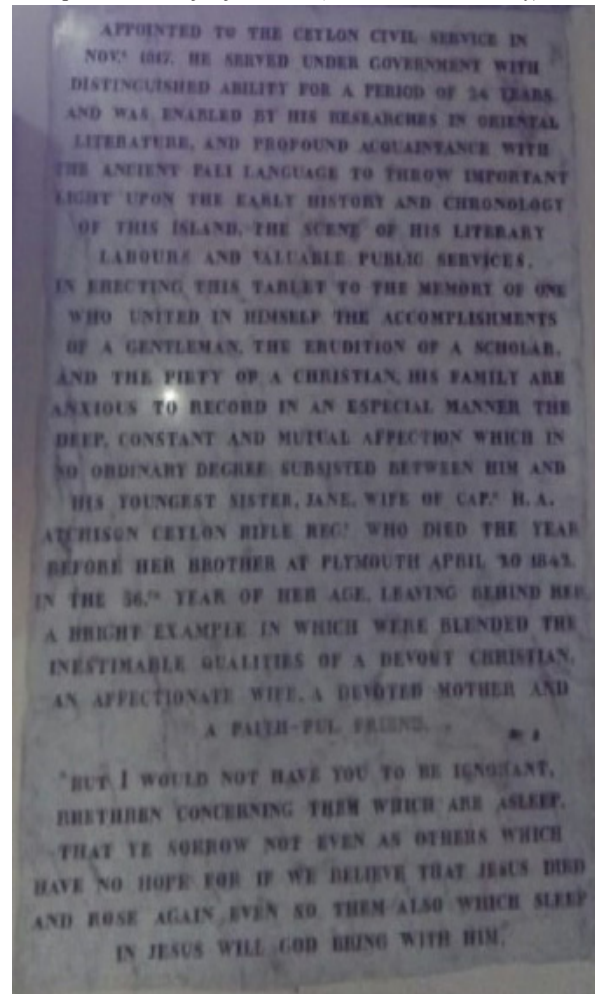 APPOINTED TO THE CEYLON CIVIL SERVICE IN
NOVR 1817. HE SERVED UNDER GOVERNMENT WITH
DISTINGUISHED ABILITY FOR A PERIOD OF 24 YEARS
AND WAS ENABLED BY HIS RESEARCHES IN ORIENTAL
LITERATURE, AND PROFOUND ACQUAINTANCE WITH
THE ANCIENT PALI LANGUAGE TO THROW IMPORTANT
LIGHT UPON THE EARLY HISTORY AND CHRONOLOGY
OF THIS ISLAND, THE SCENE OF HIS LITERARY
LABOURS AND VALUABLE PUBLIC SERVICES.
IN ERECTING THIS TABLET TO THE MEMORY OF ONE
WHO UNITED IN HIMSELF THE ACCOMPLISHMENTS
OF A GENTLEMAN, THE ERUDITION OF A SCHOLAR,
AND THE PIETY OF A CHRISTIAN, HIS FAMILY ARE
ANXIOUS TO RECORD IN AN ESPECIAL MANNER THE
DEEP, CONSTANT AND MUTUAL AFFECTION WHICH IN
NO ORDINARY DEGREE SUBSISTED BETWEEN HIM AND
HIS YOUNGEST SISTER, JANE, WIFE OF CAPN H. A.
ATCHISON CEYLON RIFLE REGT WHO DIED THE YEAR
BEFORE HER BROTHER AT PLYMOUTH APRIL 1842.
IN THE 36TH YEAR OF HER AGE, LEAVING BEHIND HER
A BRIGHT EXAMPLE IN WHICH WERE BLENDED THE
INESTIMABLE QUALITIES OF A DEVOUT CHRISTIAN,
AN AFFECTIONATE WIFE, A DEVOTED MOTHER AND
A FAITH-FUL FRIEND.
"BUT I WOULD NOT HAVE YOU TO BE IGNORANT,
BRETHREN CONCERNING THEM WHICH ARE ASLEEP,
THAT YE SORROW NOT EVEN AS OTHERS WHICH
HAVE NO HOPE FOR IF WE BELIEVE THAT JESUS DIED
AND ROSE AGAIN EVEN SO THEM ALSO WHICH SLEEP
IN JESUS WILL GOD BRING WITH HIM."